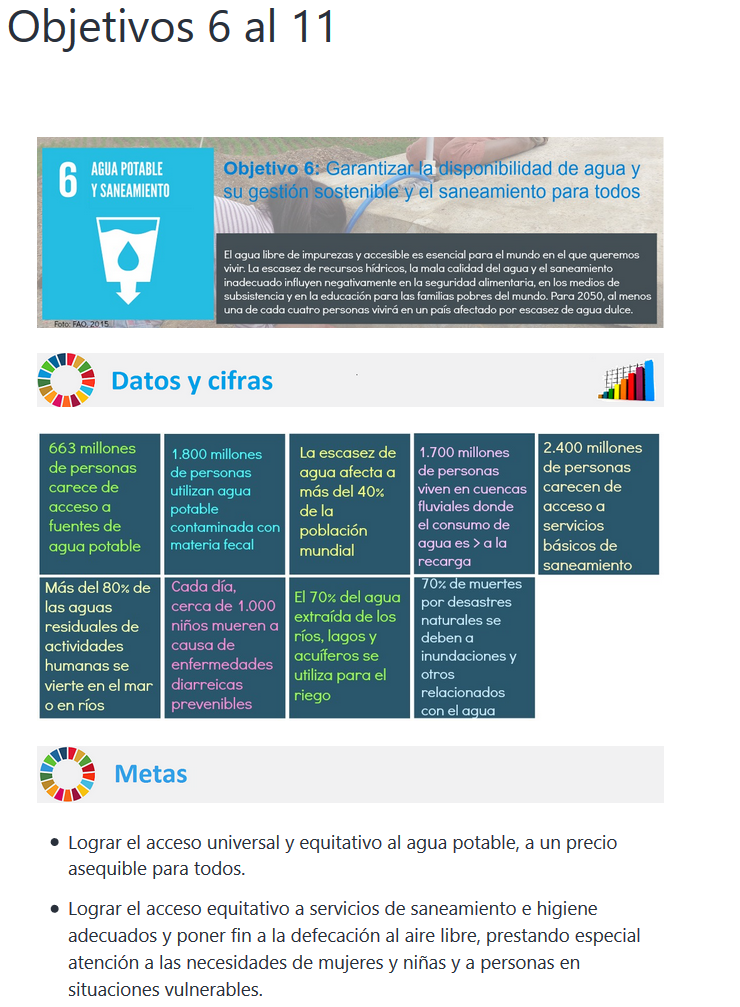 Objetivos 6 al 11
6 AGUA POTABLE
Y SANEAMIENTO
Objetivo 6: Garantizar la disponibilidad de agua y
su gestión sostenible y el saneamiento para todos
El agua libre de impurezas y accesible es esencial para el mundo en el que queremos
vivir. La escasez de recursos hídricos, la mala calidad del agua y el saneamiento
inadecuado influyen negativamente en la seguridad alimentaria, en los medios de
subsistencia y en la educación para las familias pobres del mundo. Para 2050, al menos
una de cada cuatro personas vivirá en un país afectado por escasez de agua dulce.
Foto: FAO, 2015.
Datos y cifras
663 millones
de personas
carece de
acceso a
fuentes de
agua potable
1.800 millones
de personas
utilizan agua
potable
contaminada con
materia fecal
La escasez de
agua afecta a
más del 40%
de la
población
mundial
1.700 millones
de personas
viven en cuencas
fluviales donde
el consumo de
agua es > a la
recarga
2.400 millones
de personas
carecen de
acceso a
servicios
básicos de
saneamiento
Más del 80% de
las aguas
residuales de
actividades
humanas se
vierte en el mar
o en ríos
Cada día,
cerca de 1.000
niños mueren a
causa de
enfermedades
diarreicas
prevenibles
El 70% del agua
extraída de los
ríos, lagos y
acuíferos se
utiliza para el
riego
70% de muertes
por desastres
naturales se
deben a
inundaciones y
otros
relacionados
con el agua
Metas
• Lograr el acceso universal y equitativo al agua potable, a un precio
asequible para todos.
• Lograr el acceso equitativo a servicios de saneamiento e higiene
adecuados y poner fin a la defecación al aire libre, prestando especial
atención a las necesidades de mujeres y niñas y a personas en
situaciones vulnerables.